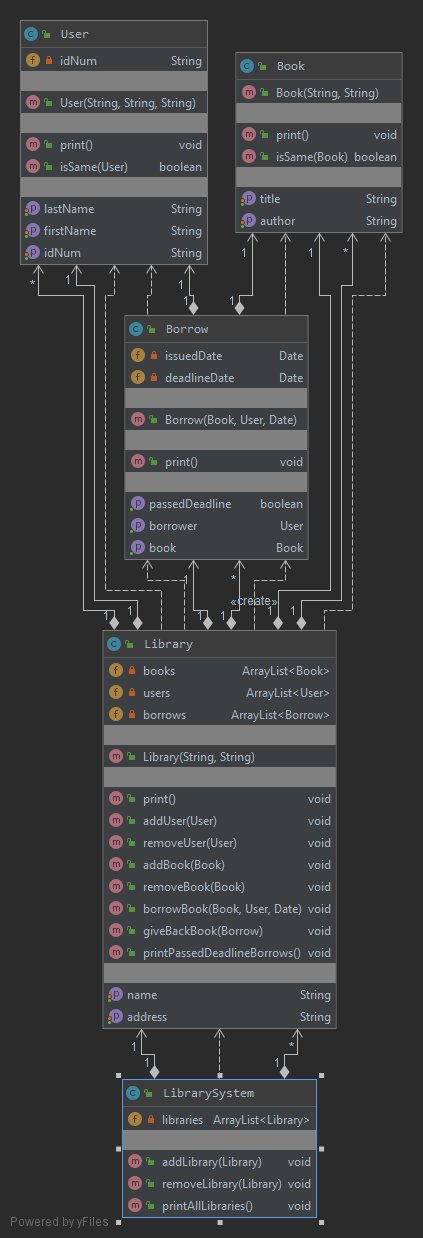 User
idNum String
User(String, String, String)
print() void
isSame(User) boolean
lastName String
firstName String
idNum String
Book
Book(String, String)
print() void
isSame(Book) boolean
title String
author String
* 1 1 1 1 *
1 1
Borrow
issuedDate Date
deadlineDate Date
Borrow(Book, User, Date)
print() void
passedDeadline boolean
borrower User
book Book
1 *
«create»
1 1 1 1 1 1
Library
books ArrayList<Book>
users ArrayList<User>
borrows ArrayList<Borrow>
Library(String, String)
print() void
addUser(User) void
removeUser(User) void
addBook(Book) void
removeBook(Book) void
borrowBook(Book, User, Date) void
giveBackBook(Borrow) void
printPassedDeadlineBorrows() void
name String
address String
1 *
1 1
LibrarySystem
libraries ArrayList<Library>
addLibrary(Library) void
removeLibrary(Library) void
printAllLibraries() void
Powered by yFiles